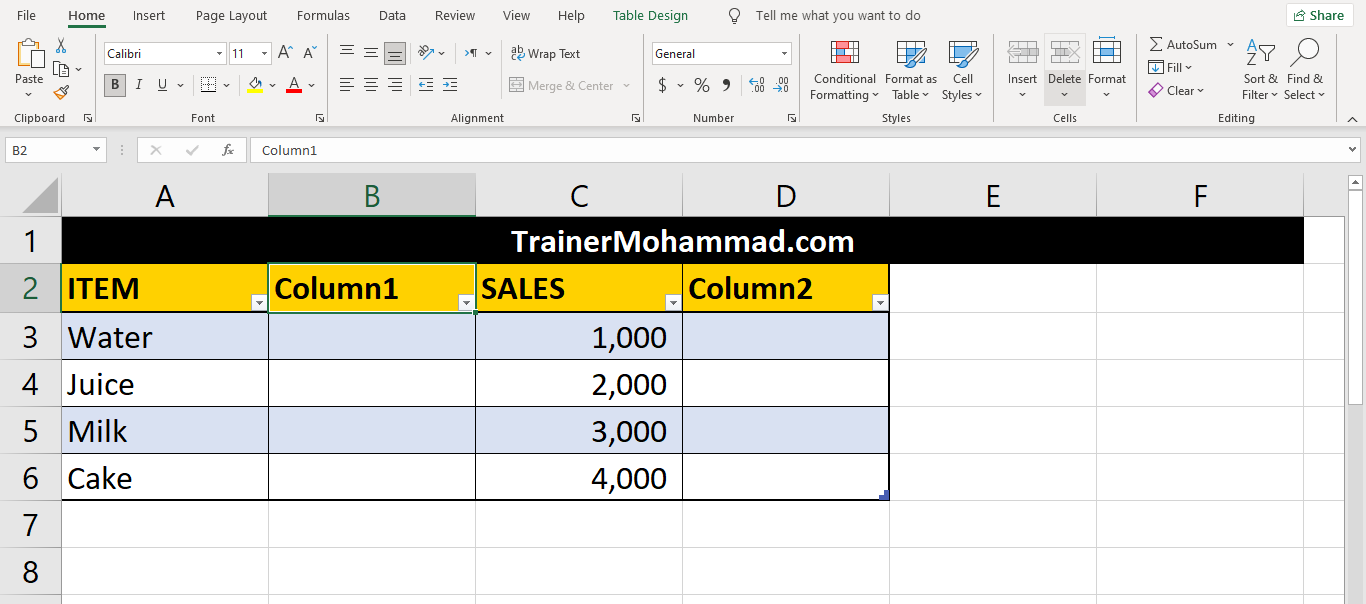 File Home Insert Page Layout Formulas Data Review View Help Table Design Tell me what you want to do Share
Paste
Calibri 11 A^ A˅
B I U A
Wrap Text
Merge & Center
General
$ % 9
Conditional Formatting
Format as Table
Cell Styles
Insert Delete Format
AutoSum
Fill
Clear
Sort & Filter
Find & Select
Clipboard Font Alignment Number Styles Cells Editing
B2 fx Column1
A B C D E F
1 TrainerMohammad.com
2 ITEM Column1 SALES Column2
3 Water 1,000
4 Juice 2,000
5 Milk 3,000
6 Cake 4,000
7
8